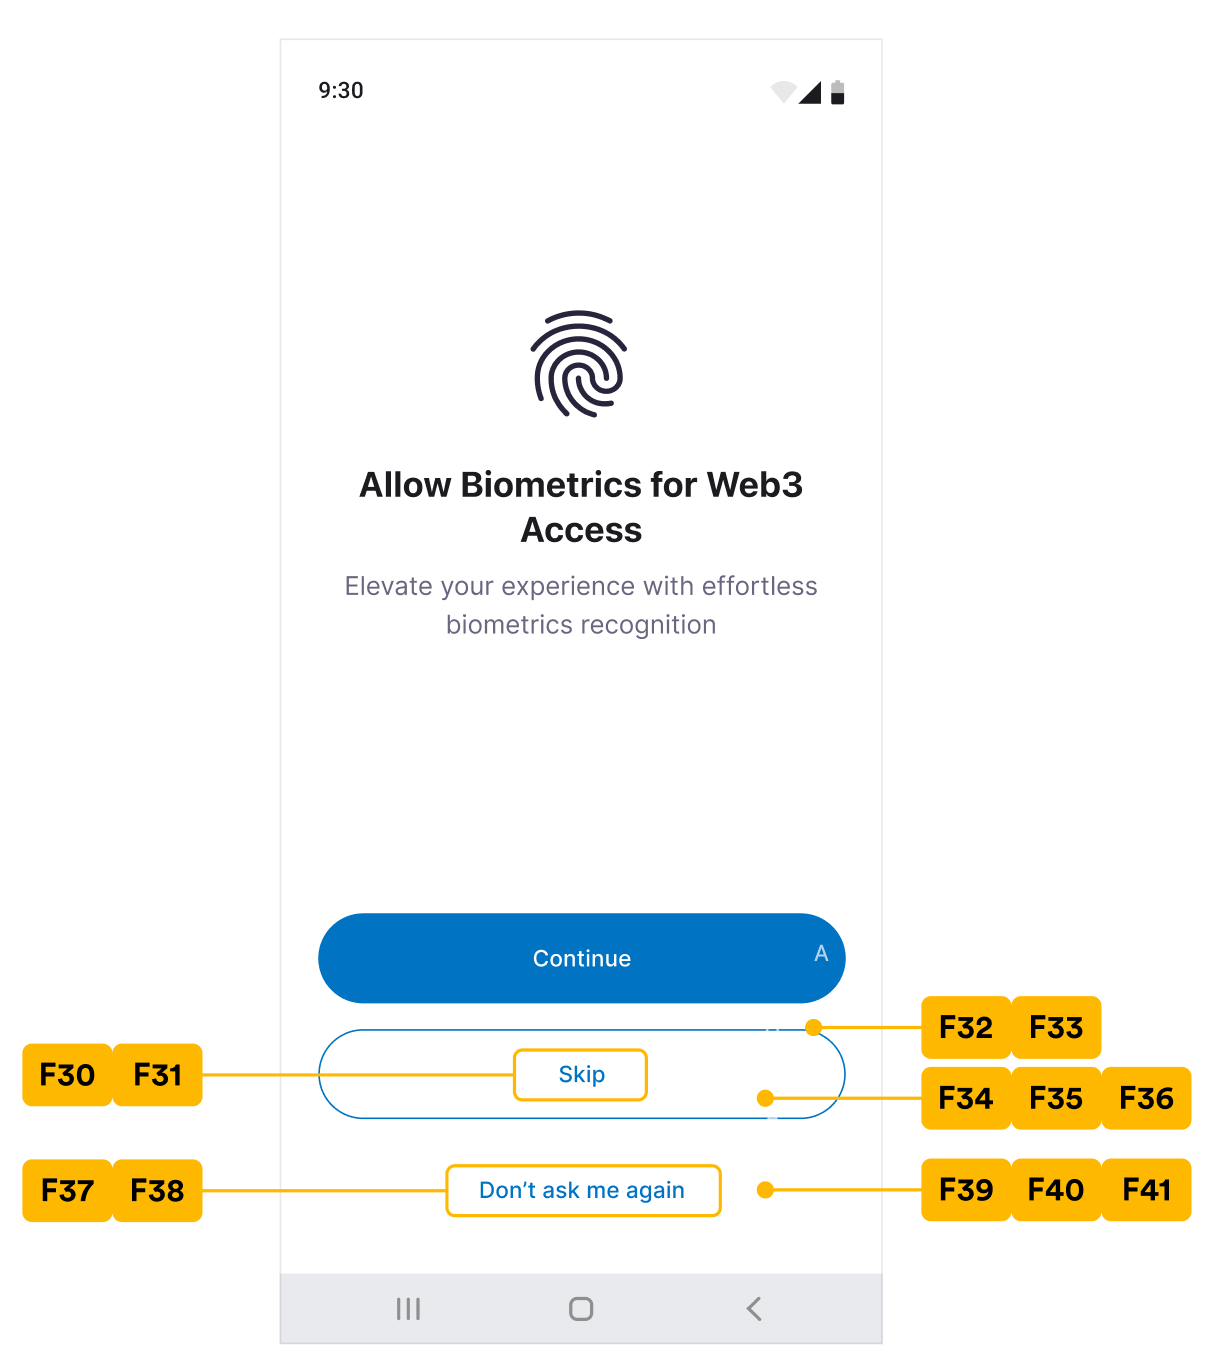 9:30
Allow Biometrics for Web3
Access
Elevate your experience with effortless
biometrics recognition
Continue
A
F32 F33
F30 F31
Skip
F34 F35 F36
F37 F38
Don’t ask me again
F39 F40 F41